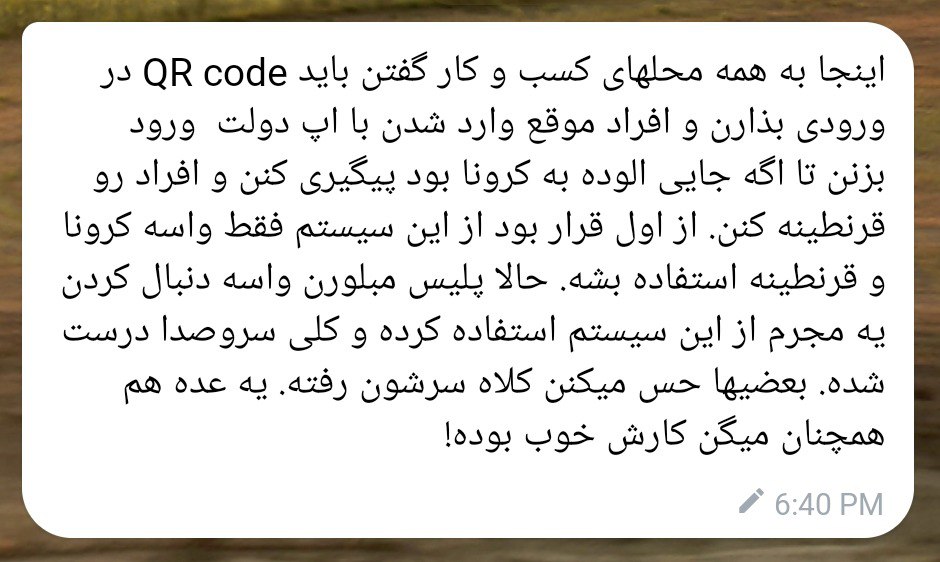 اینجا به همه محلهای کسب و کار گفتن باید QR code در
ورودی بذارن و افراد موقع وارد شدن با اپ دولت  ورود
بزنن تا اگه جایی الوده به کرونا بود پیگیری کنن و افراد رو
قرنطینه کنن. از اول قرار بود از این سیستم فقط واسه کرونا
و قرنطینه استفاده بشه. حالا پلیس مبلورن واسه دنبال کردن
یه مجرم از این سیستم استفاده کرده و کلی سروصدا درست
شده. بعضیها حس میکنن کلاه سرشون رفته. یه عده هم
همچنان میگن کارش خوب بوده!
6:40 PM